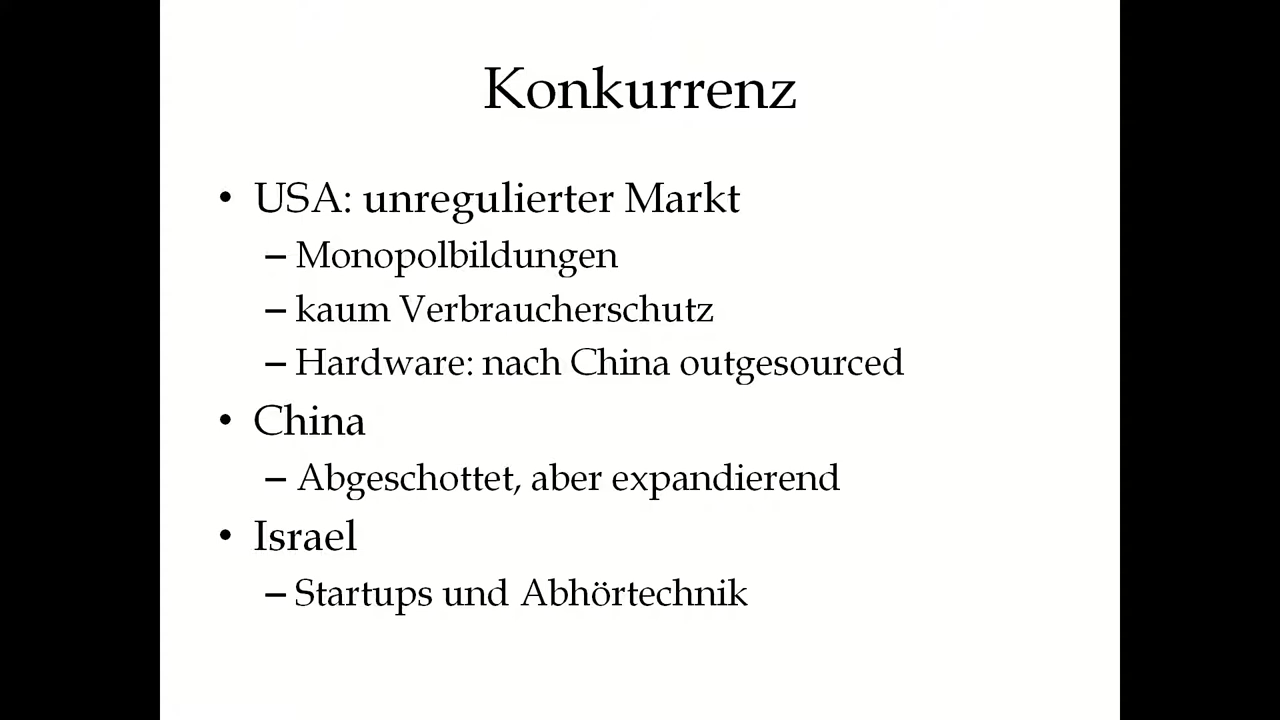 Konkurrenz
• USA: unregulierter Markt
– Monopolbildungen
– kaum Verbraucherschutz
– Hardware: nach China outgesourced
• China
– Abgeschottet, aber expandierend
• Israel
– Startups und Abhörtechnik